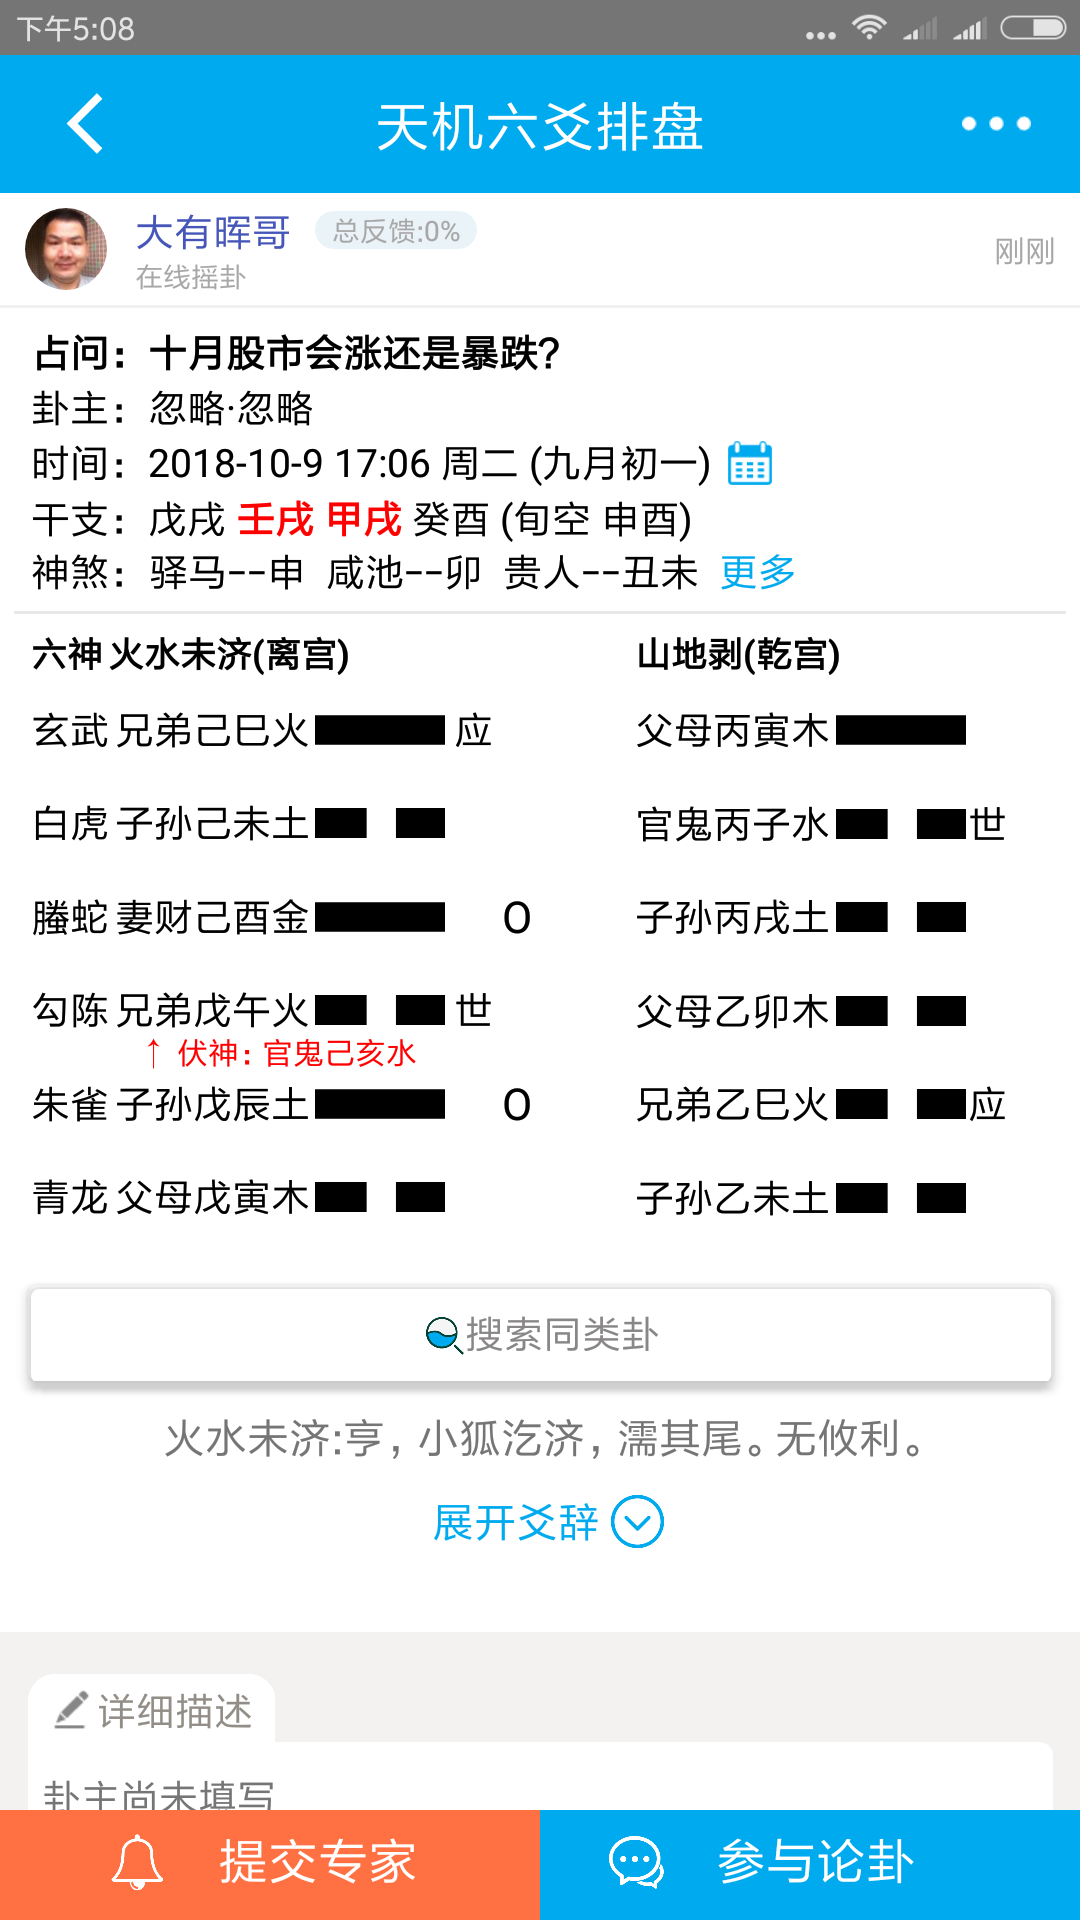 下午5:08
天机六爻排盘
大有晖哥 总反馈:0%
在线摇卦
刚刚
占问：十月股市会涨还是暴跌?
卦主：忽略·忽略
时间：2018-10-9 17:06 周二 (九月初一)
干支：戊戌 壬戌 甲戌 癸酉 (旬空 申酉)
神煞：驿马--申 咸池--卯 贵人--丑未 更多
六神 火水未济(离宫) 山地剥(乾宫)
玄武 兄弟己巳火 应 父母丙寅木
白虎 子孙己未土 官鬼丙子水 世
螣蛇 妻财己酉金 O 子孙丙戌土
勾陈 兄弟戊午火 世 父母乙卯木
↑ 伏神：官鬼己亥水
朱雀 子孙戊辰土 O 兄弟乙巳火 应
青龙 父母戊寅木 子孙乙未土
搜索同类卦
火水未济:亨，小狐汔济，濡其尾。无攸利。
展开爻辞
详细描述
卦主尚未填写
提交专家 参与论卦